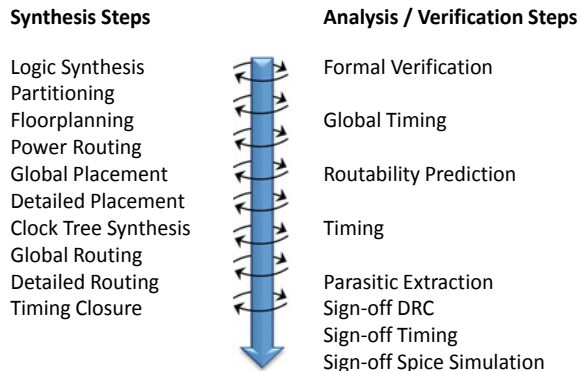 Synthesis Steps
Analysis / Verification Steps
Logic Synthesis
Formal Verification
Partitioning
Floorplanning
Global Timing
Power Routing
Global Placement
Routability Prediction
Detailed Placement
Clock Tree Synthesis
Timing
Global Routing
Detailed Routing
Parasitic Extraction
Timing Closure
Sign-off DRC
Sign-off Timing
Sign-off Spice Simulation